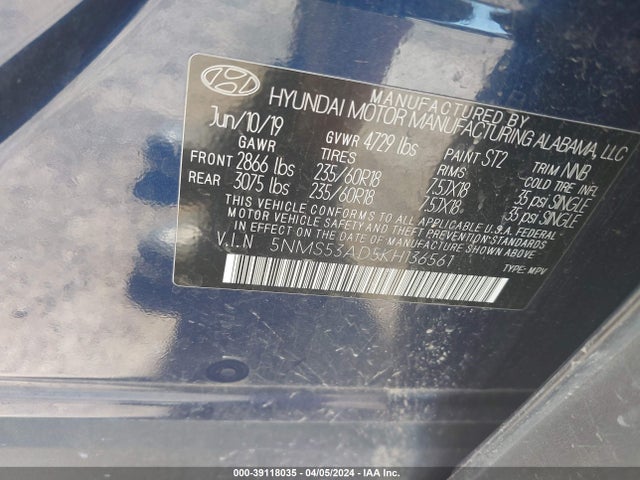 MANUFACTURED BY
HYUNDAI MOTOR MANUFACTURING ALABAMA, LLC
Jun/10/19 GVWR 4729 lbs PAINT ST2 TRIM NNB
GAWR TIRES RIMS COLD TIRE INFL
FRONT 2866 lbs 235/60R18 7.5JX18 35 psi SINGLE
REAR 3075 lbs 235/60R18 7.5JX18 35 psi SINGLE
THIS VEHICLE CONFORMS TO ALL APPLICABLE U.S. FEDERAL
MOTOR VEHICLE SAFETY, BUMPER, AND THEFT PREVENTION STANDARDS
IN EFFECT ON THE DATE OF MANUFACTURE SHOWN ABOVE.
V.I.N 5NMS53AD5KH136561 TYPE: MPV
000-39118035 - 04/05/2024 - IAA Inc.